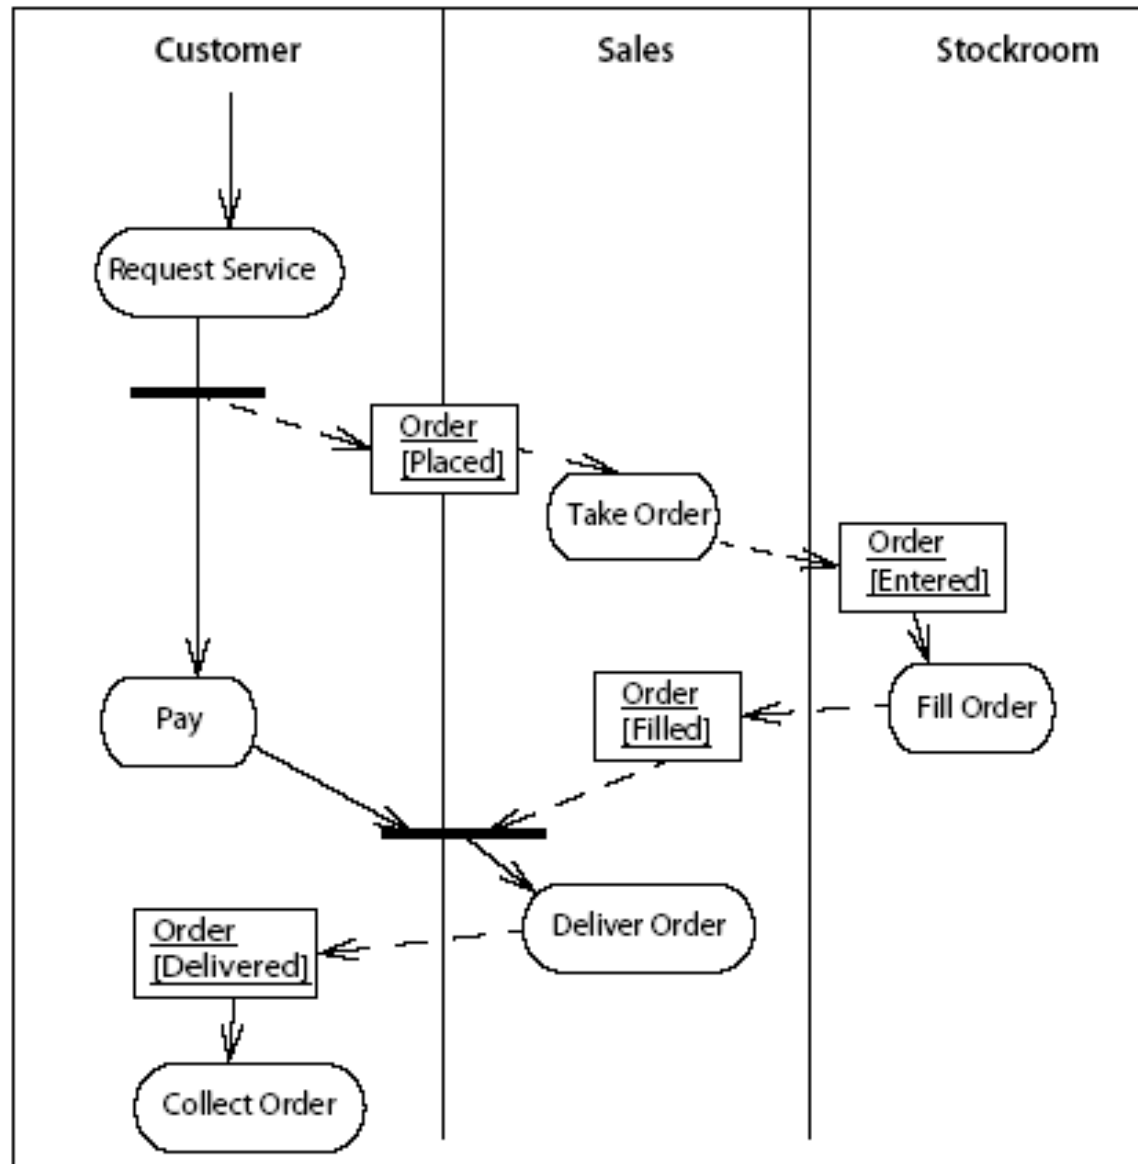 Customer
Sales
Stockroom
Request Service
Order
[Placed]
Take Order
Order
[Entered]
Order
[Filled]
Fill Order
Pay
Deliver Order
Order
[Delivered]
Collect Order